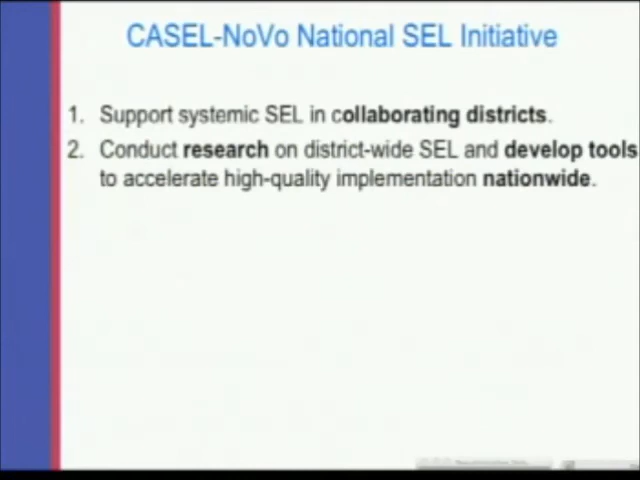 CASEL-NoVo National SEL Initiative
1. Support systemic SEL in collaborating districts.
2. Conduct research on district-wide SEL and develop tools
to accelerate high-quality implementation nationwide.